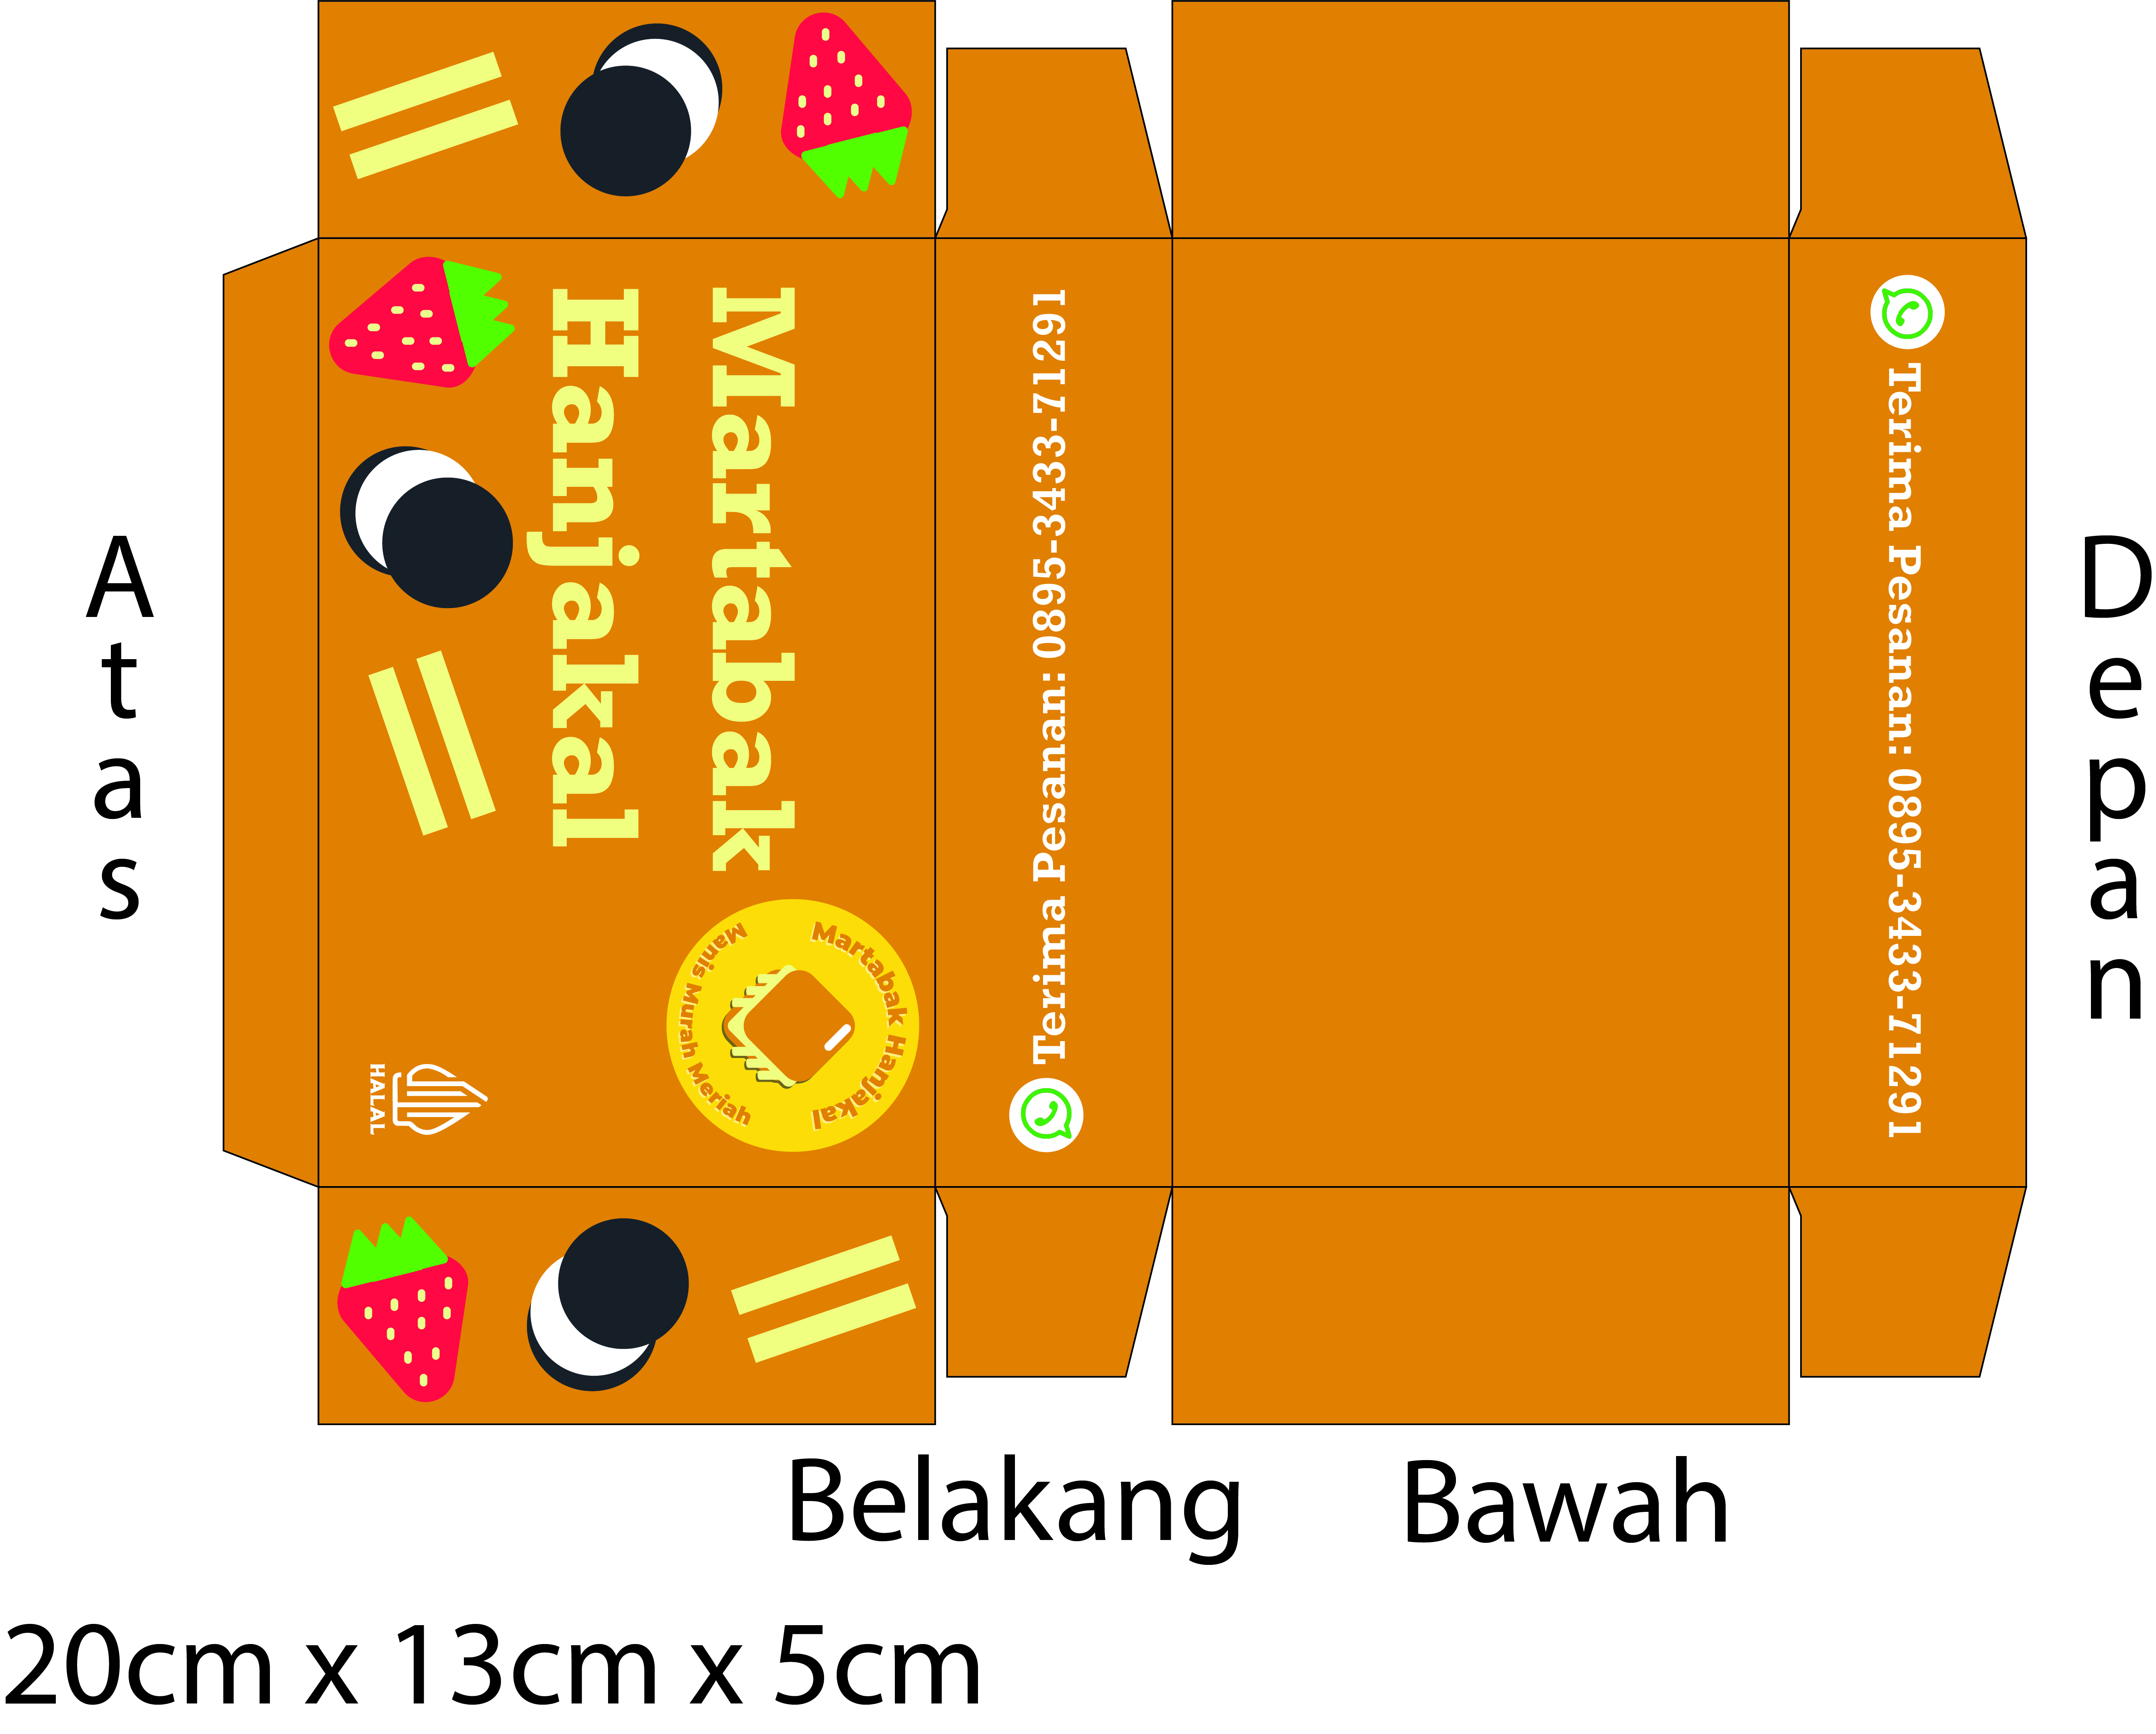 Atas
Martabak
Hanjakal
Martabak Hanjakal
Manis Murah Meriah
HALAL
Terima Pesanan: 0895-3433-71291
Terima Pesanan: 0895-3433-71291
Depan
Belakang
Bawah
20cm x 13cm x 5cm